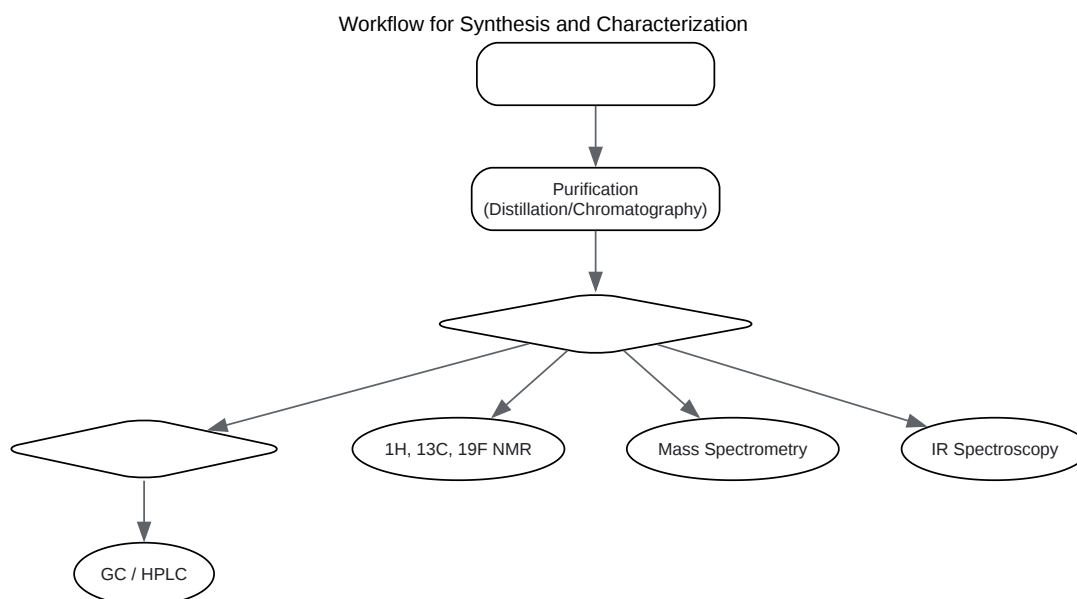 Workflow for Synthesis and Characterization
Purification
(Distillation/Chromatography)
1H, 13C, 19F NMR
Mass Spectrometry
IR Spectroscopy
GC / HPLC